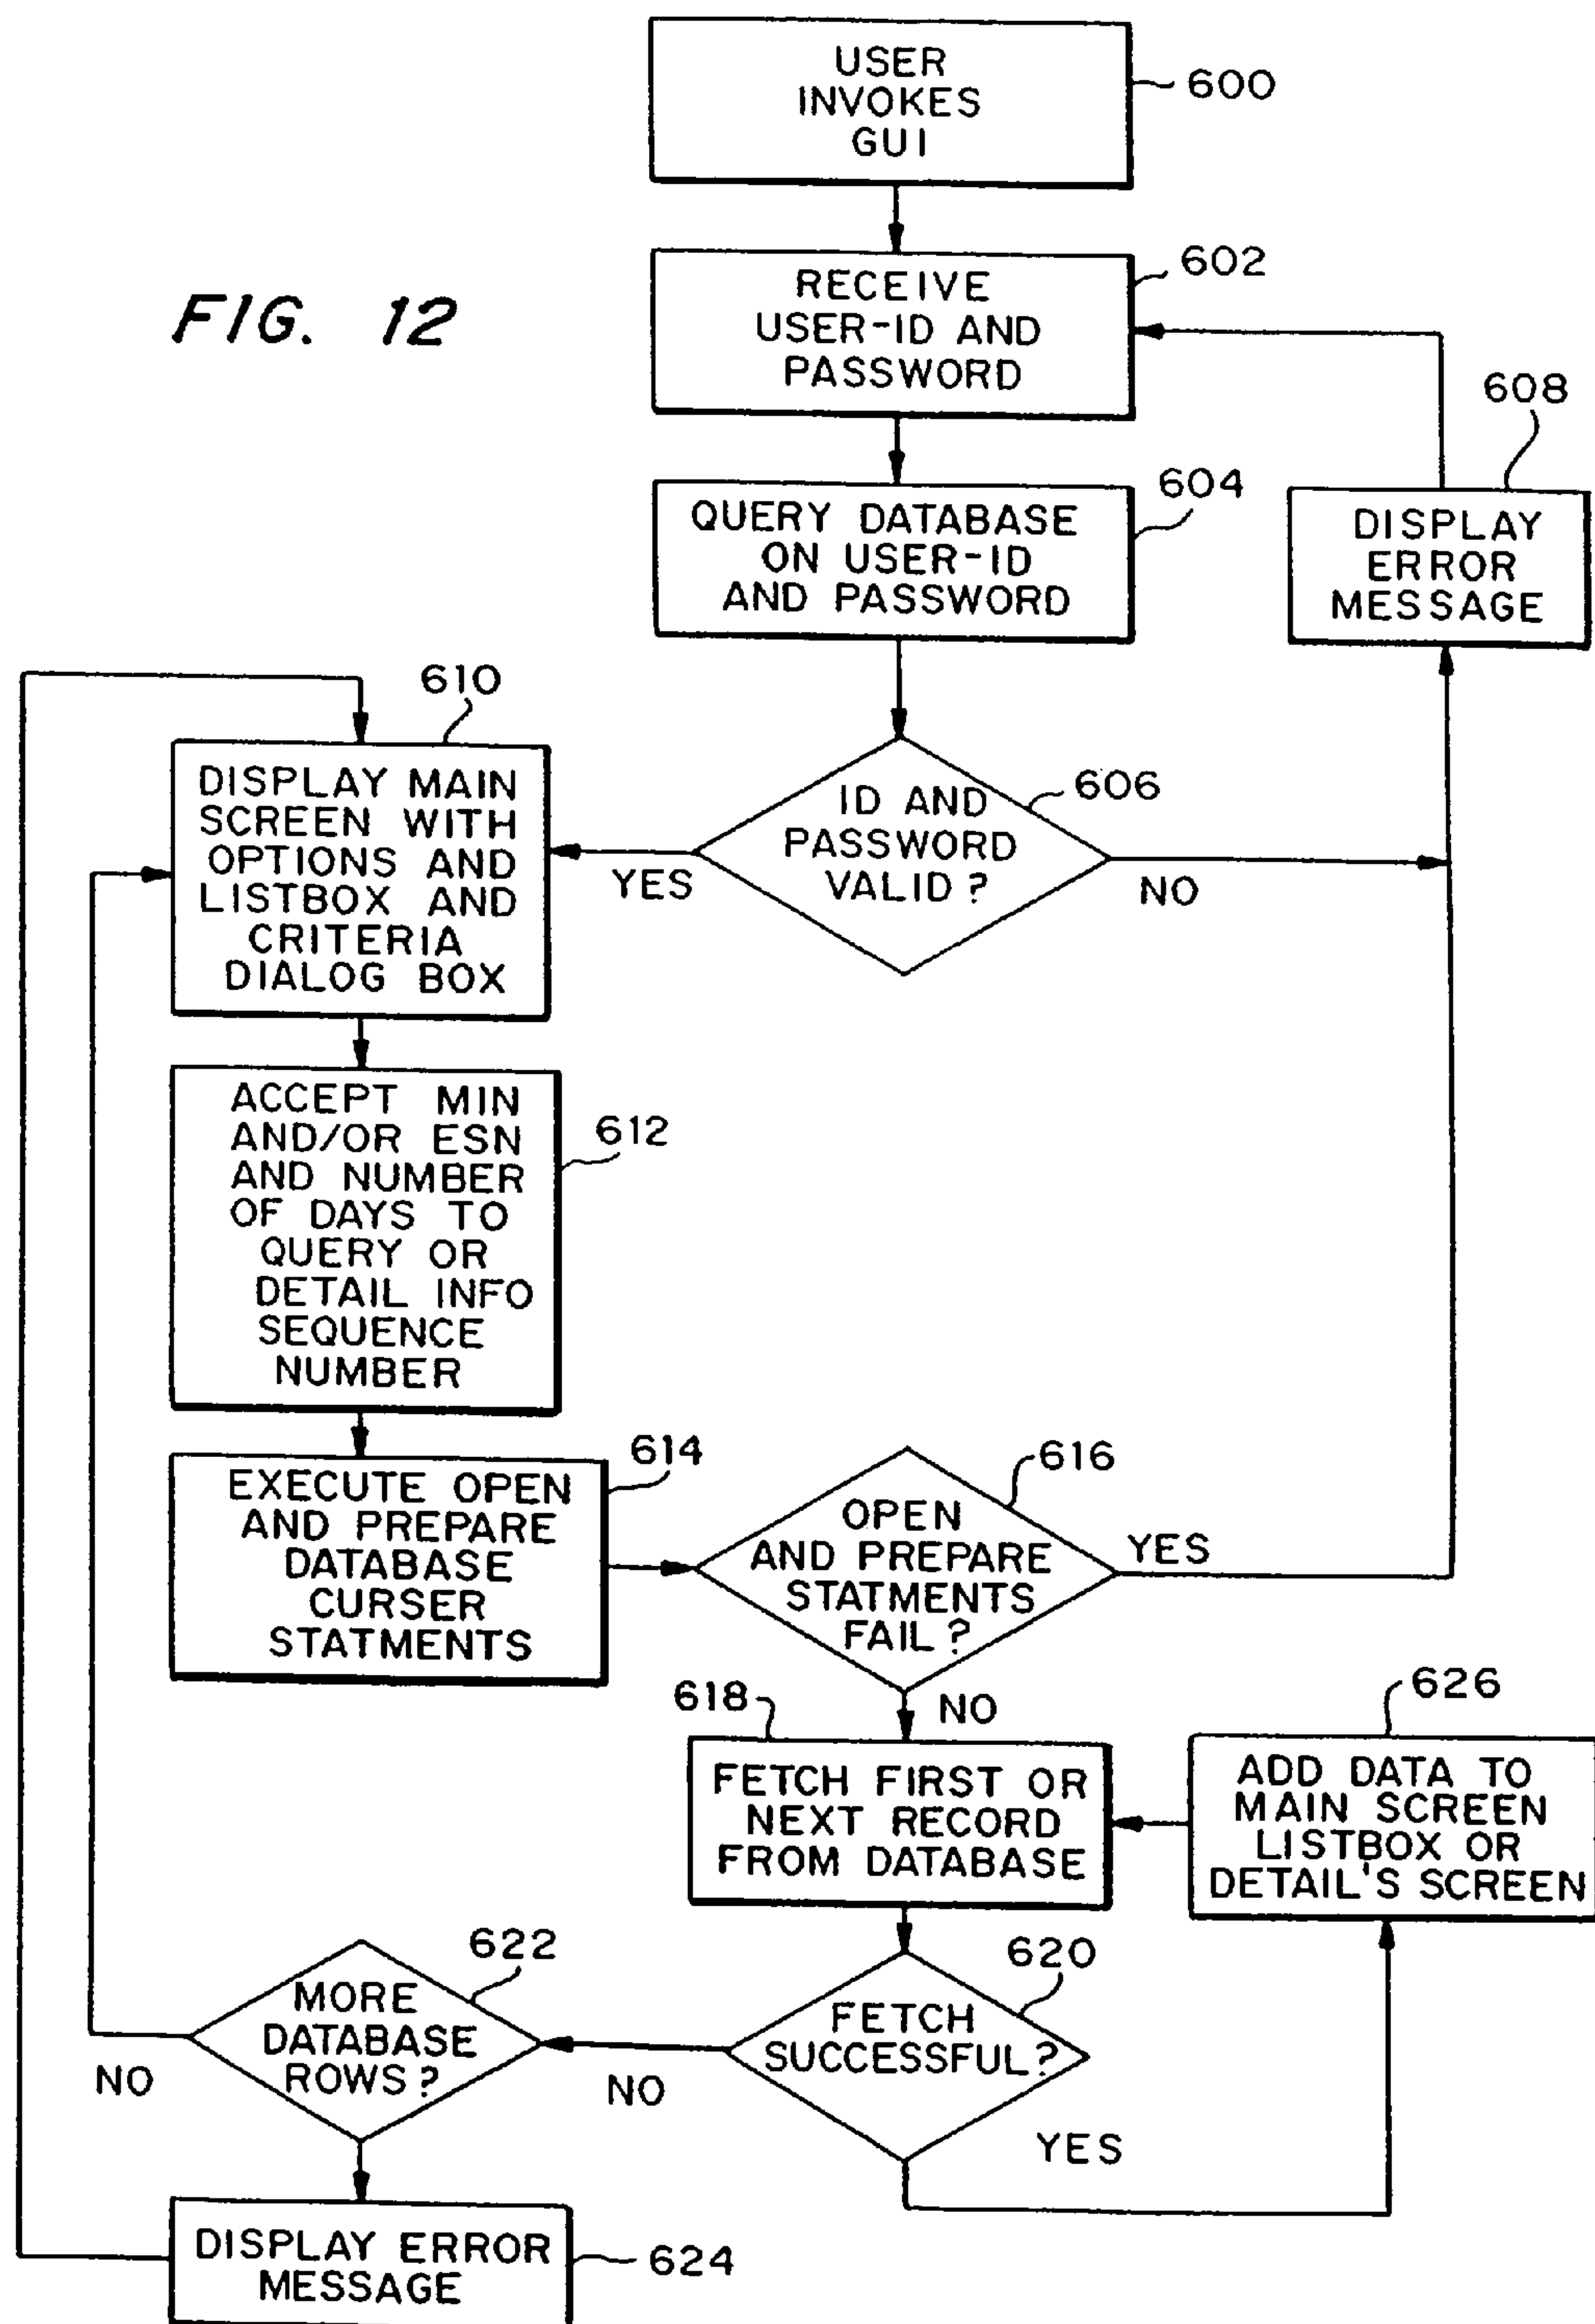 USER
INVOKES
GUI
600
FIG. 12
RECEIVE
USER-ID AND
PASSWORD
602
608
QUERY DATABASE
ON USER-ID
AND PASSWORD
604
DISPLAY
ERROR
MESSAGE
610
DISPLAY MAIN
SCREEN WITH
OPTIONS AND
LISTBOX AND
CRITERIA
DIALOG BOX
ID AND
PASSWORD
VALID?
606
YES
NO
ACCEPT MIN
AND/OR ESN
AND NUMBER
OF DAYS TO
QUERY OR
DETAIL INFO
SEQUENCE
NUMBER
612
EXECUTE OPEN
AND PREPARE
DATABASE
CURSER
STATMENTS
614
OPEN
AND PREPARE
STATMENTS
FAIL?
616
YES
NO
618
FETCH FIRST OR
NEXT RECORD
FROM DATABASE
626
ADD DATA TO
MAIN SCREEN
LISTBOX OR
DETAIL'S SCREEN
622
MORE
DATABASE
ROWS?
NO
620
FETCH
SUCCESSFUL?
NO
YES
DISPLAY ERROR
MESSAGE
624